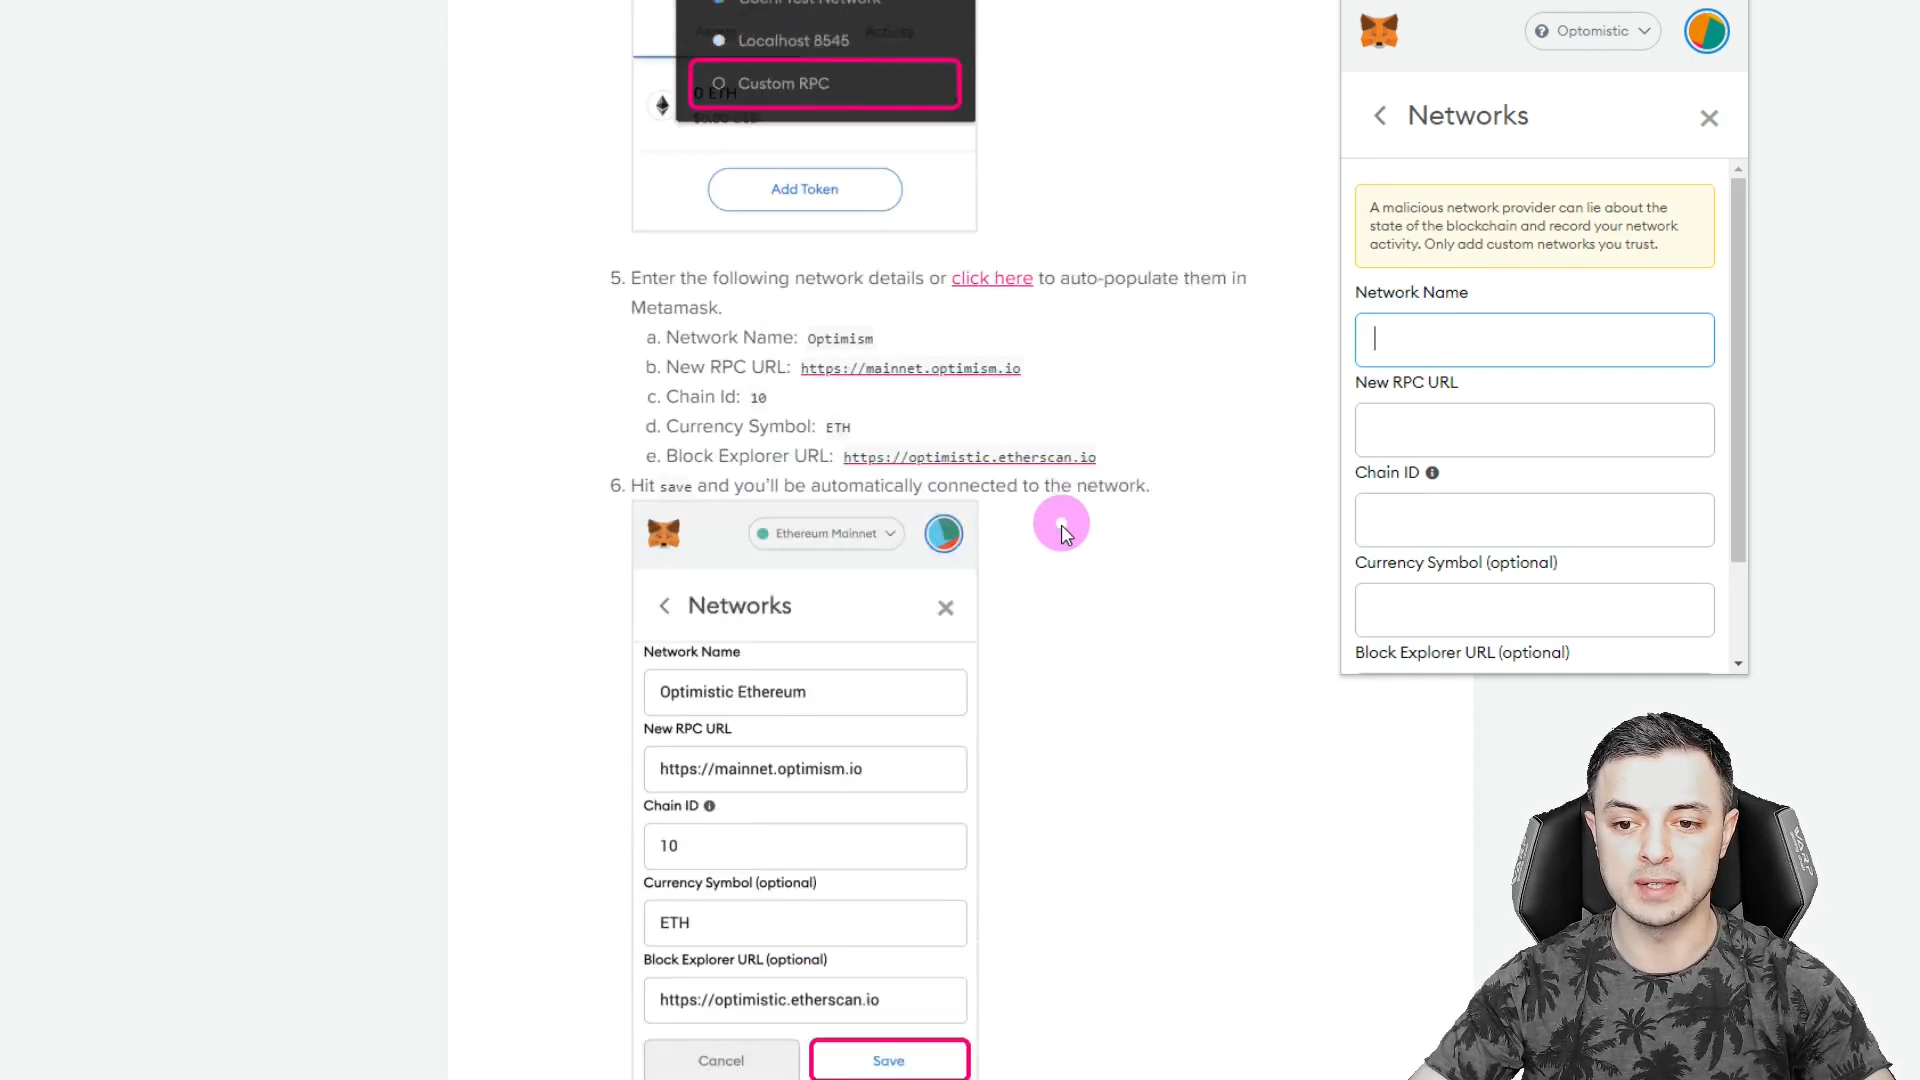 Localhost 8545
Activity
Custom RPC
0 ETH
Add Token
5. Enter the following network details or click here to auto-populate them in
Metamask.
a. Network Name: Optimism
b. New RPC URL: https://mainnet.optimism.io
c. Chain Id: 10
d. Currency Symbol: ETH
e. Block Explorer URL: https://optimistic.etherscan.io
6. Hit save and you’ll be automatically connected to the network.
Ethereum Mainnet
Networks
Network Name
Optimistic Ethereum
New RPC URL
https://mainnet.optimism.io
Chain ID
10
Currency Symbol (optional)
ETH
Block Explorer URL (optional)
https://optimistic.etherscan.io
Cancel
Save
Optomistic
Networks
A malicious network provider can lie about the
state of the blockchain and record your network
activity. Only add custom networks you trust.
Network Name
New RPC URL
Chain ID
Currency Symbol (optional)
Block Explorer URL (optional)